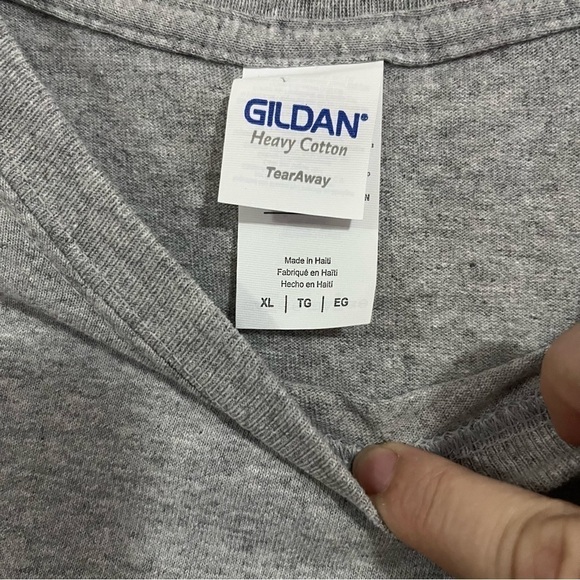 GILDAN®
Heavy Cotton
TearAway
N
Made in Haiti
Fabriqué en Haïti
Hecho en Haití
XL | TG | EG